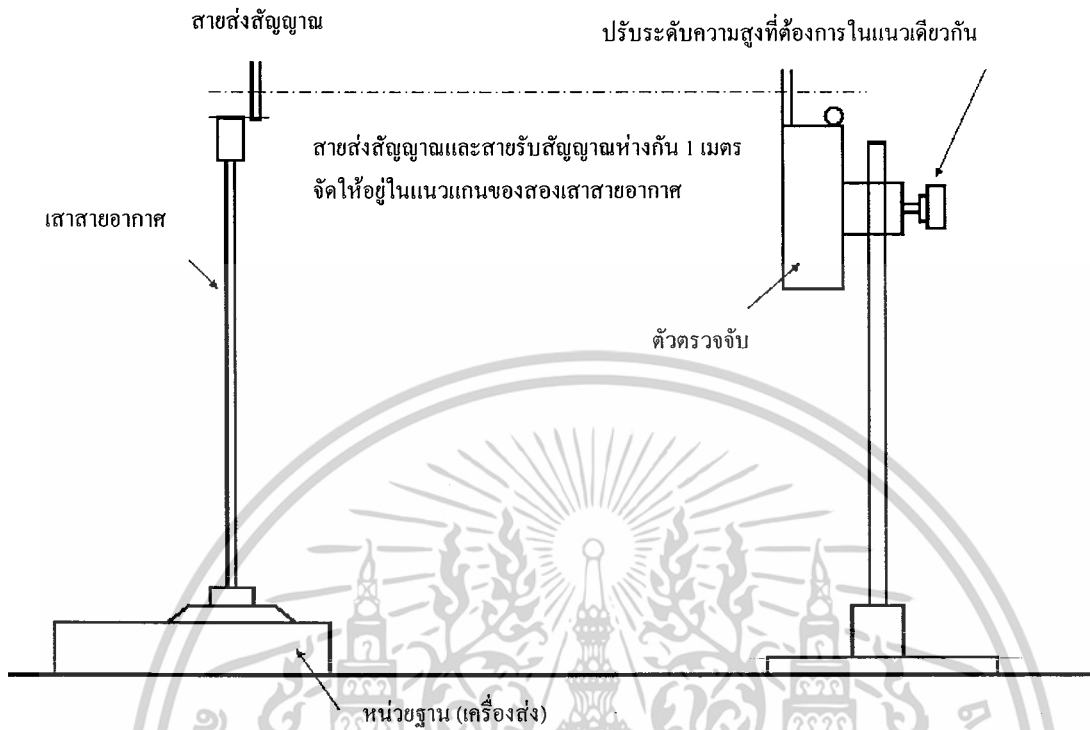 สายส่งสัญญาณ
ปรับระดับความสูงที่ต้องการในแนวเดียวกัน
สายส่งสัญญาณและสายรับสัญญาณห่างกัน 1 เมตร
จัดให้อยู่ในแนวแกนของสองเสาสายอากาศ
เสาสายอากาศ
ตัวตรวจจับ
หน่วยฐาน (เครื่องส่ง)